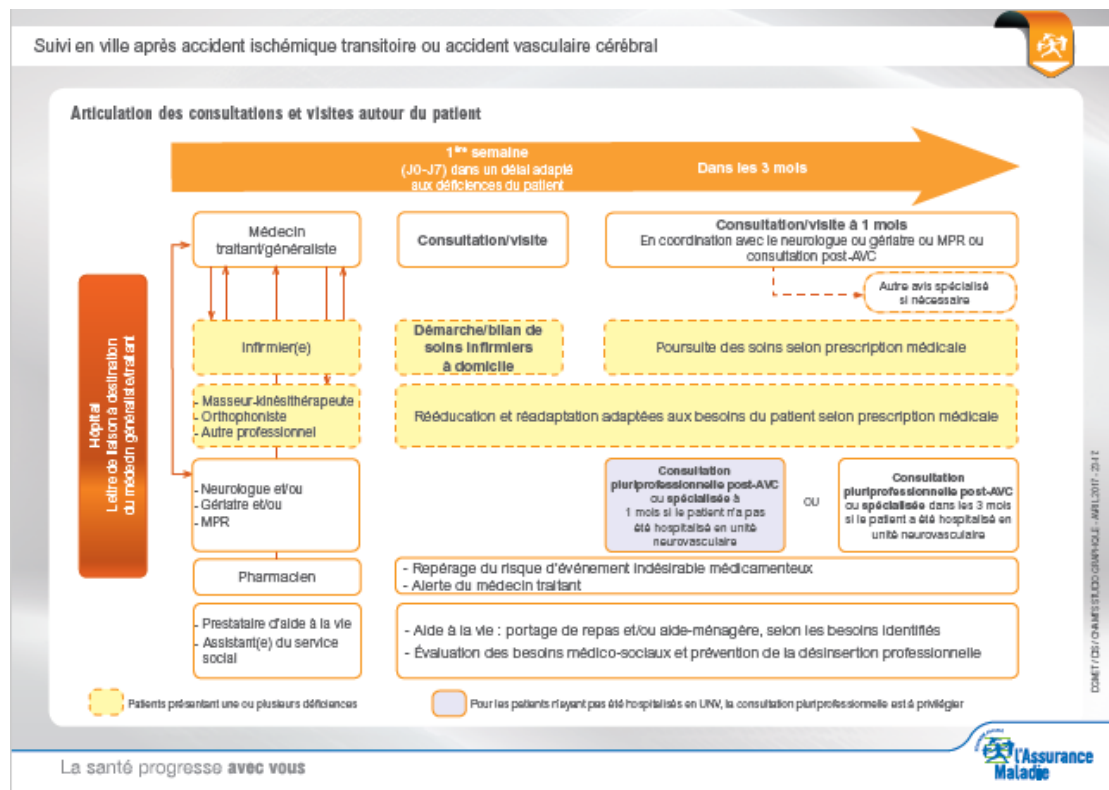 Suivi en ville après accident ischémique transitoire ou accident vasculaire cérébral
Articulation des consultations et visites autour du patient
1ère semaine
(J0-J7) dans un délai adapté
aux déficiences du patient
Dans les 3 mois
Hôpital
Lettre de liaison à destination
du médecin généraliste/traitant
Médecin
traitant/généraliste
Consultation/visite
Consultation/visite à 1 mois
En coordination avec le neurologue ou gériatre ou MPR ou
consultation post-AVC
Autre avis spécialisé
si nécessaire
Infirmier(e)
Démarche/bilan de
soins infirmiers
à domicile
Poursuite des soins selon prescription médicale
- Masseur-kinésithérapeute
- Orthophoniste
- Autre professionnel
Rééducation et réadaptation adaptées aux besoins du patient selon prescription médicale
- Neurologue et/ou
- Gériatre et/ou
- MPR
Consultation
pluriprofessionnelle post-AVC
ou spécialisée à
1 mois si le patient n'a pas
été hospitalisé en unité
neurovasculaire
OU
Consultation
pluriprofessionnelle post-AVC
ou spécialisée dans les 3 mois
si le patient a été hospitalisé en
unité neurovasculaire
Pharmacien
- Repérage du risque d'événement indésirable médicamenteux
- Alerte du médecin traitant
- Prestataire d'aide à la vie
- Assistant(e) du service
social
- Aide à la vie : portage de repas et/ou aide-ménagère, selon les besoins identifiés
- Évaluation des besoins médico-sociaux et prévention de la désinsertion professionnelle
Patients présentant une ou plusieurs déficiences
Pour les patients n'ayant pas été hospitalisés en UNV, la consultation pluriprofessionnelle est à privilégier
La santé progresse avec vous
l'Assurance
Maladie